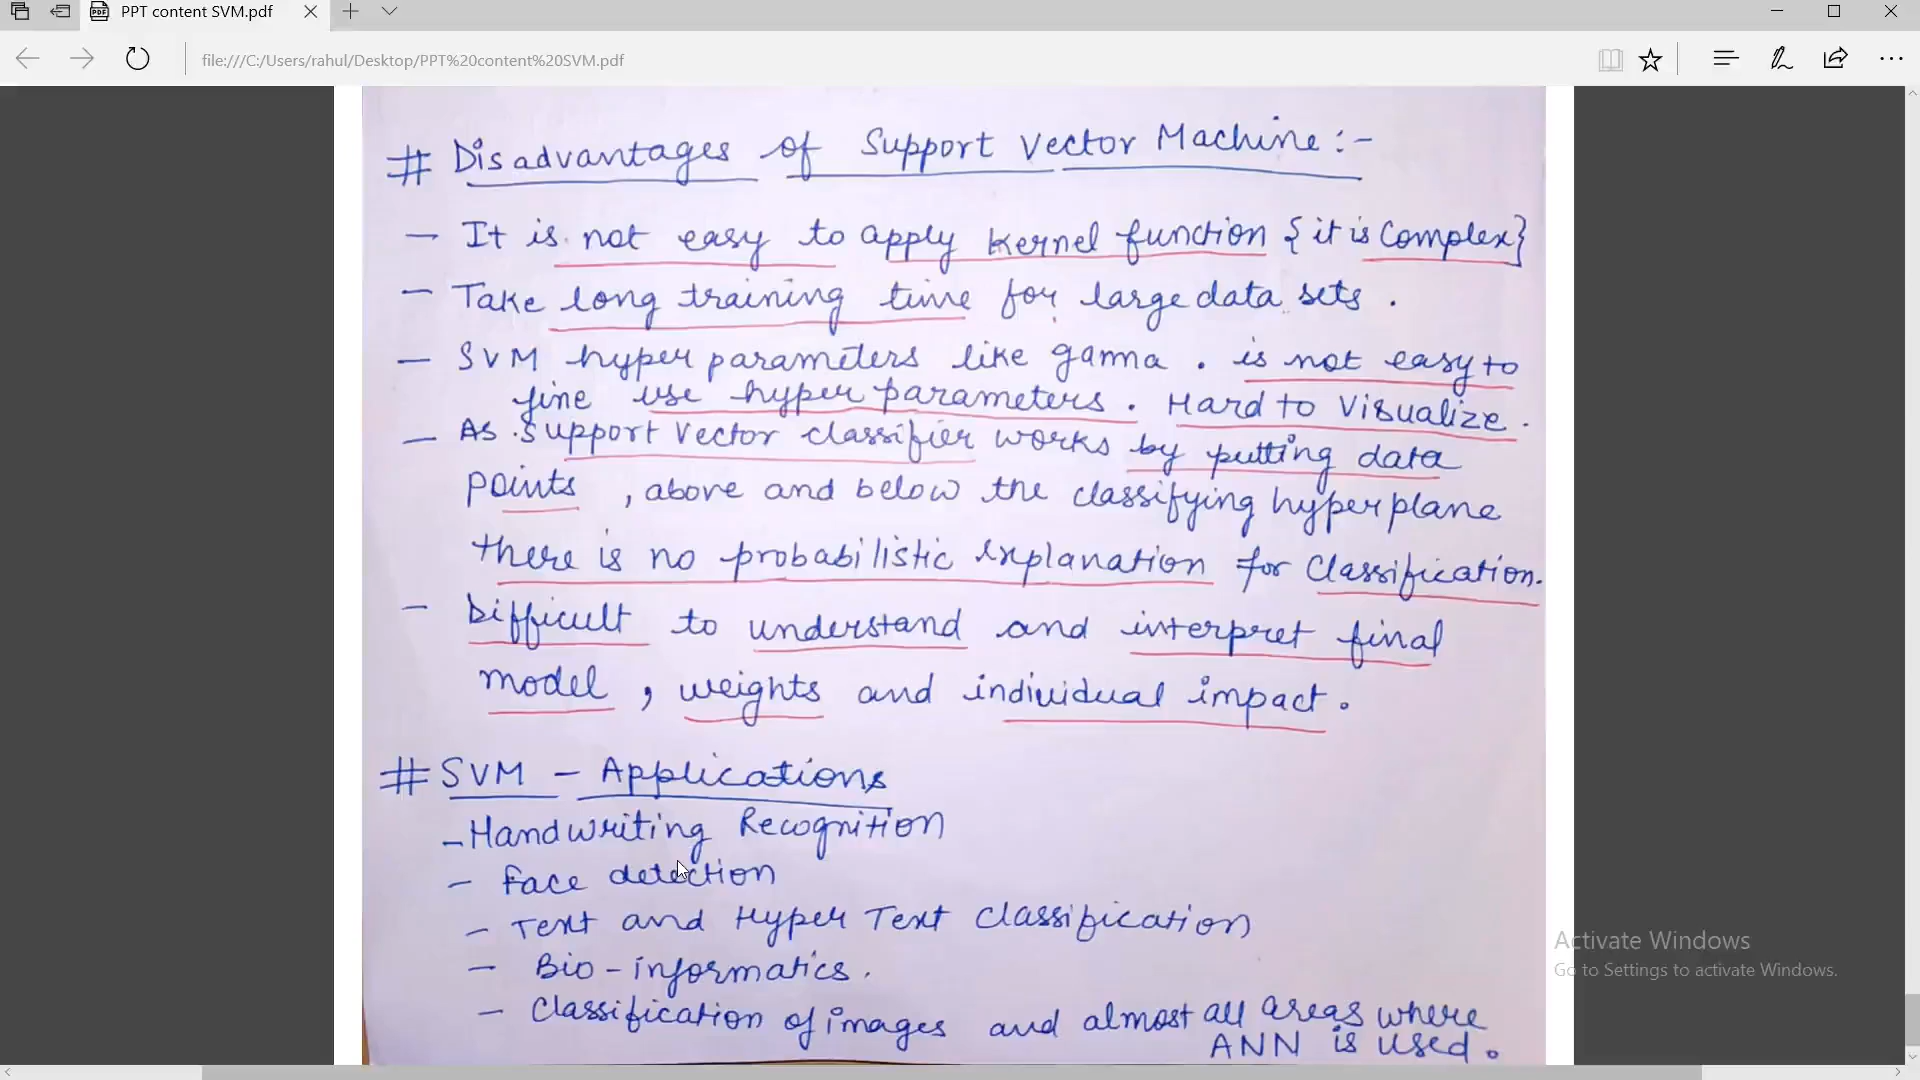 PPT content SVM.pdf
file:///C:/Users/rahul/Desktop/PPT%20content%20SVM.pdf
# Disadvantages of Support Vector Machine:-
- It is not easy to apply kernel function {it is Complex}
- Take long training time for large data sets.
- SVM hyper parameters like gamma. is not easy to
fine use hyper parameters. Hard to Visualize.
- As Support Vector classifier works by putting data
points, above and below the classifying hyperplane
there is no probabilistic explanation for Classification.
- Difficult to understand and interpret final
model, weights and individual impact.
# SVM - Applications
- Handwriting Recognition
- Face detection
- Text and Hyper Text Classification
- Bio-informatics.
- Classification of images and almost all areas where
ANN is used.
Activate Windows
Go to Settings to activate Windows.